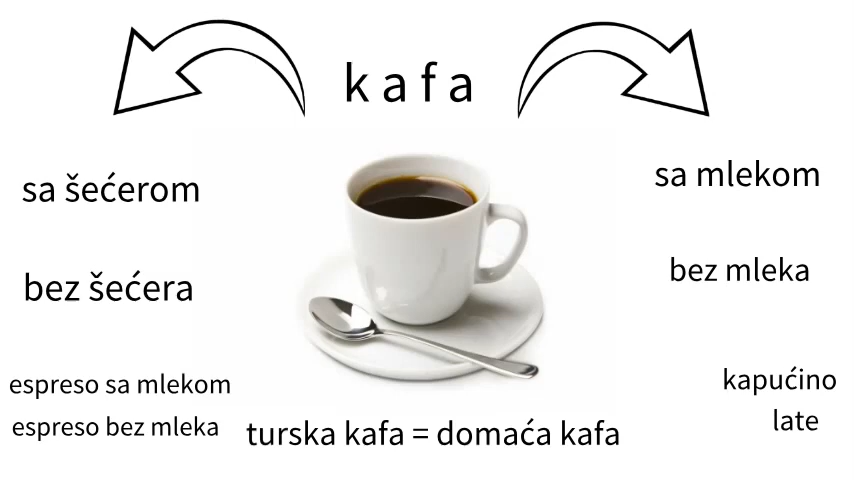 kafa
sa šećerom
sa mlekom
bez šećera
bez mleka
espreso sa mlekom
espreso bez mleka
kapućino
late
turska kafa = domaća kafa